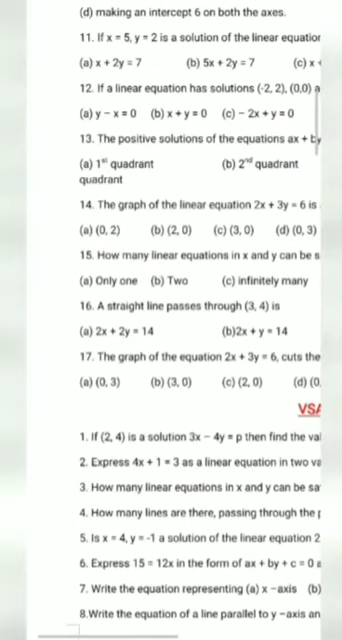 (d) making an intercept 6 on both the axes.
11. If x = 5, y = 2 is a solution of the linear equation
(a) x + 2y = 7 (b) 5x + 2y = 7 (c) x +
12. If a linear equation has solutions (-2, 2), (0,0) a
(a) y – x = 0 (b) x + y = 0 (c) – 2x + y = 0
13. The positive solutions of the equations ax + by
(a) 1st quadrant (b) 2nd quadrant
quadrant
14. The graph of the linear equation 2x + 3y = 6 is
(a) (0, 2) (b) (2, 0) (c) (3, 0) (d) (0, 3)
15. How many linear equations in x and y can be s
(a) Only one (b) Two (c) infinitely many
16. A straight line passes through (3, 4) is
(a) 2x + 2y = 14 (b)2x + y = 14
17. The graph of the equation 2x + 3y = 6, cuts the
(a) (0, 3) (b) (3, 0) (c) (2, 0) (d) (0,
VSA
1. If (2, 4) is a solution 3x – 4y = p then find the val
2. Express 4x + 1 = 3 as a linear equation in two va
3. How many linear equations in x and y can be sa
4. How many lines are there, passing through the p
5. Is x = 4, y = -1 a solution of the linear equation 2
6. Express 15 = 12x in the form of ax + by + c = 0 a
7. Write the equation representing (a) x –axis (b)
8.Write the equation of a line parallel to y –axis an